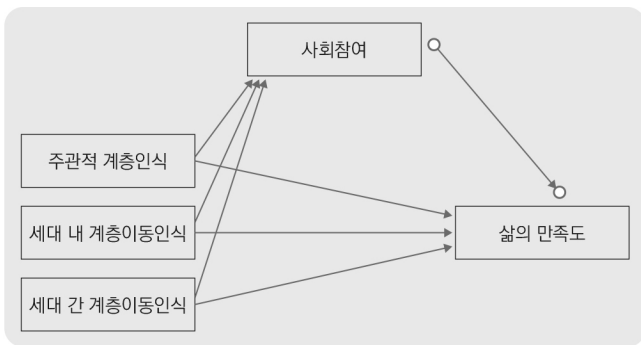 사회참여
주관적 계층인식
세대 내 계층이동인식
삶의 만족도
세대 간 계층이동인식